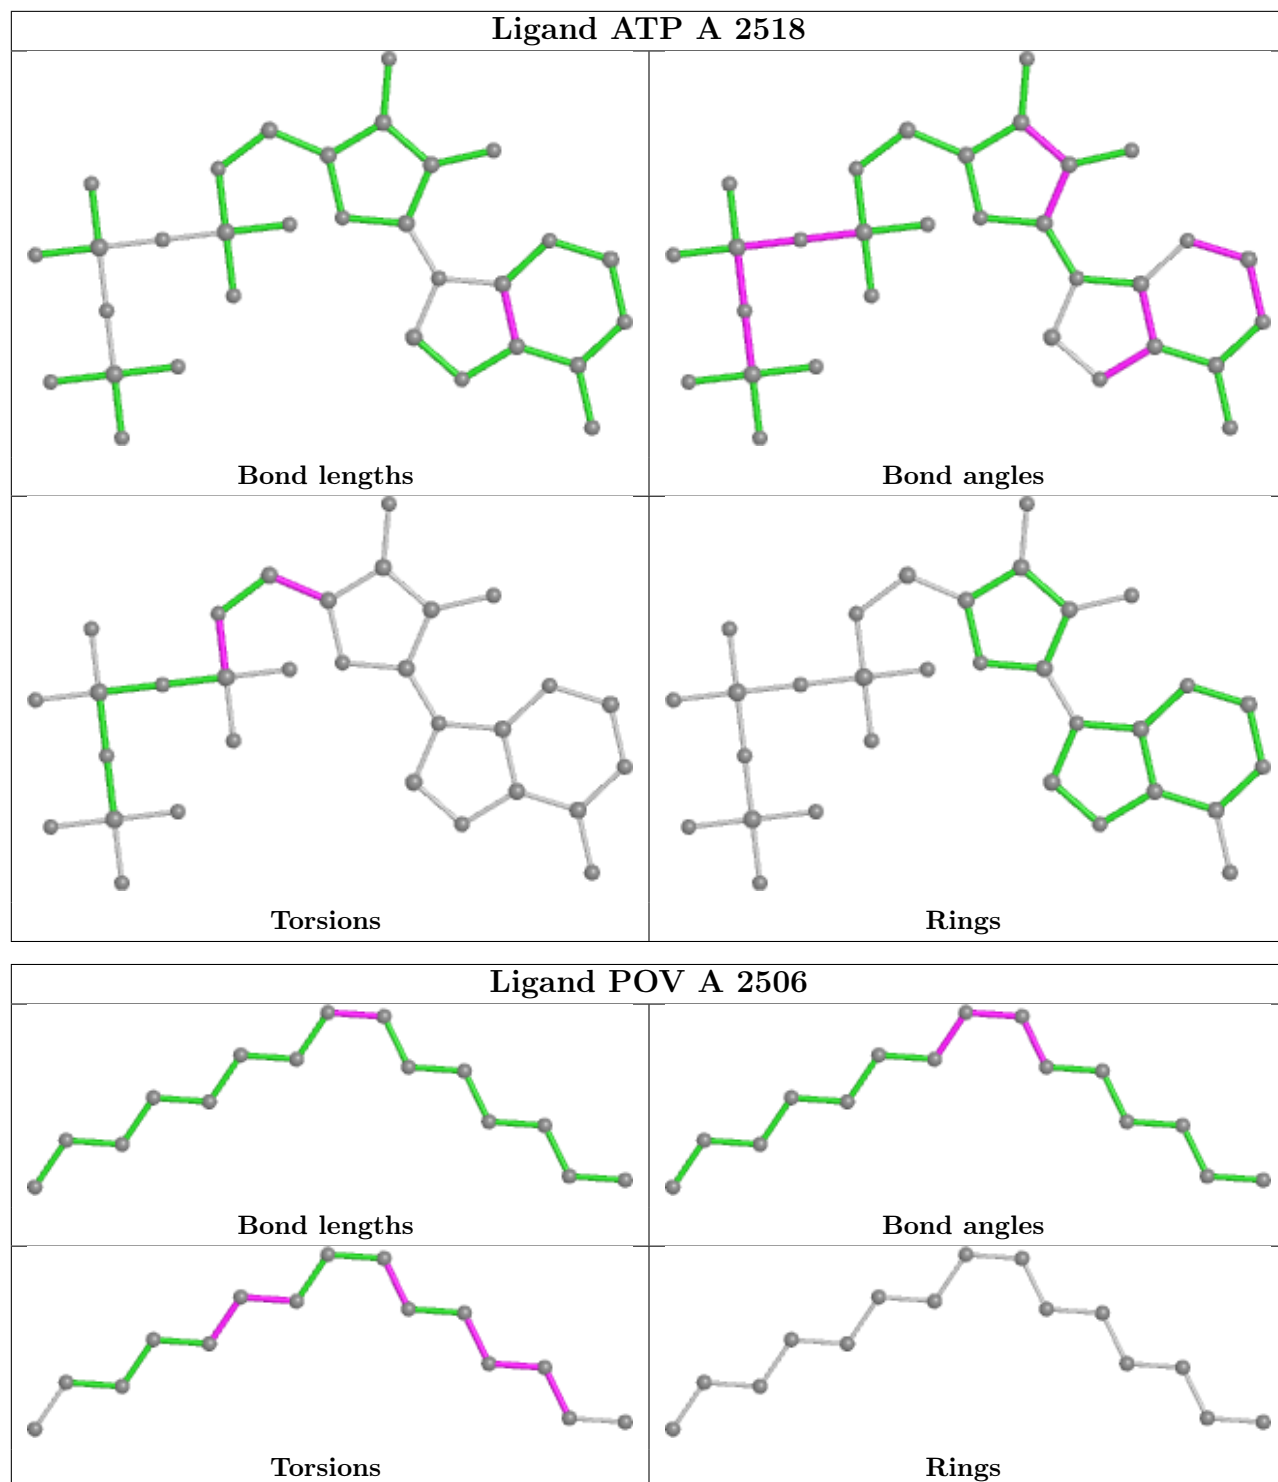 Ligand ATP A 2518
Bond lengths
Bond angles
Torsions
Rings
Ligand POV A 2506
Bond lengths
Bond angles
Torsions
Rings